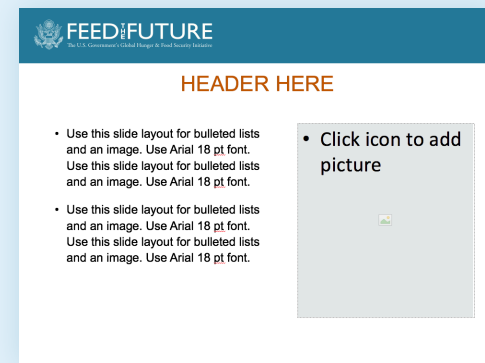 FEED THE FUTURE
The U.S. Government's Global Hunger & Food Security Initiative
HEADER HERE
• Use this slide layout for bulleted lists
and an image. Use Arial 18 pt font.
Use this slide layout for bulleted lists
and an image. Use Arial 18 pt font.
• Use this slide layout for bulleted lists
and an image. Use Arial 18 pt font.
Use this slide layout for bulleted lists
and an image. Use Arial 18 pt font.
• Click icon to add
picture